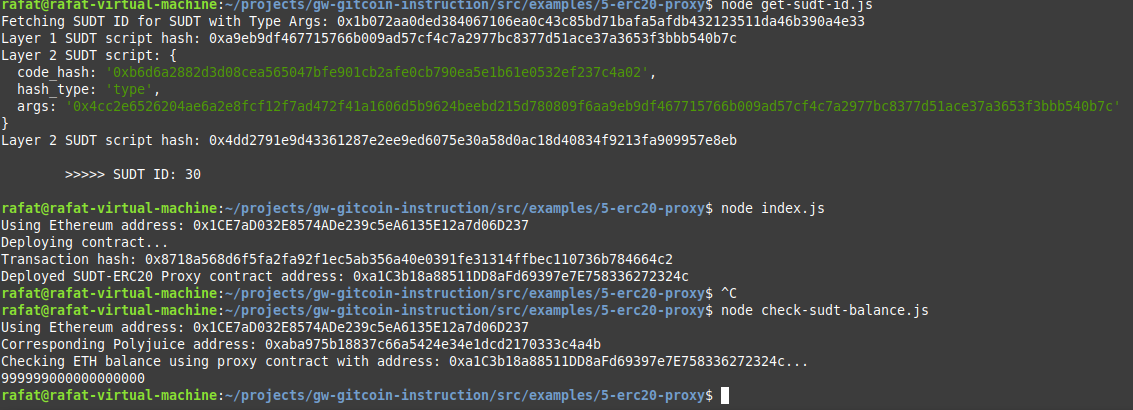 rafat@rafat-virtual-machine:~/projects/gw-gitcoin-instruction/src/examples/5-erc20-proxy$ node get-sudt-id.js
Fetching SUDT ID for SUDT with Type Args: 0x1b072aa0ded384067106ea0c43c85bd71bafa5afdb432123511da46b390a4e33
Layer 1 SUDT script hash: 0xa9eb9df467715766b009ad57cf4c7a2977bc8377d51ace37a3653f3bbb540b7c
Layer 2 SUDT script: {
  code_hash: '0xb6d6a2882d3d08cea565047bfe901cb2afe0cb790ea5e1b61e0532ef237c4a02',
  hash_type: 'type',
  args: '0x4cc2e6526204ae6a2e8fcf12f7ad472f41a1606d5b9624beebd215d780809f6aa9eb9df467715766b009ad57cf4c7a2977bc8377d51ace37a3653f3bbb540b7c'
}
Layer 2 SUDT script hash: 0x4dd2791e9d43361287e2ee9ed6075e30a58d0ac18d40834f9213fa909957e8eb
>>>>> SUDT ID: 30
rafat@rafat-virtual-machine:~/projects/gw-gitcoin-instruction/src/examples/5-erc20-proxy$ node index.js
Using Ethereum address: 0x1CE7aD032E8574ADe239c5eA6135E12a7d06D237
Deploying contract...
Transaction hash: 0x8718a568d6f5fa2fa92f1ec5ab356a40e0391fe31314ffbec110736b784664c2
Deployed SUDT-ERC20 Proxy contract address: 0xa1C3b18a88511DD8aFd69397e7E758336272324c
rafat@rafat-virtual-machine:~/projects/gw-gitcoin-instruction/src/examples/5-erc20-proxy$ ^C
rafat@rafat-virtual-machine:~/projects/gw-gitcoin-instruction/src/examples/5-erc20-proxy$ node check-sudt-balance.js
Using Ethereum address: 0x1CE7aD032E8574ADe239c5eA6135E12a7d06D237
Corresponding Polyjuice address: 0xaba975b18837c66a5424e34e1dcd2170333c4a4b
Checking ETH balance using proxy contract with address: 0xa1C3b18a88511DD8aFd69397e7E758336272324c...
999999000000000000
rafat@rafat-virtual-machine:~/projects/gw-gitcoin-instruction/src/examples/5-erc20-proxy$